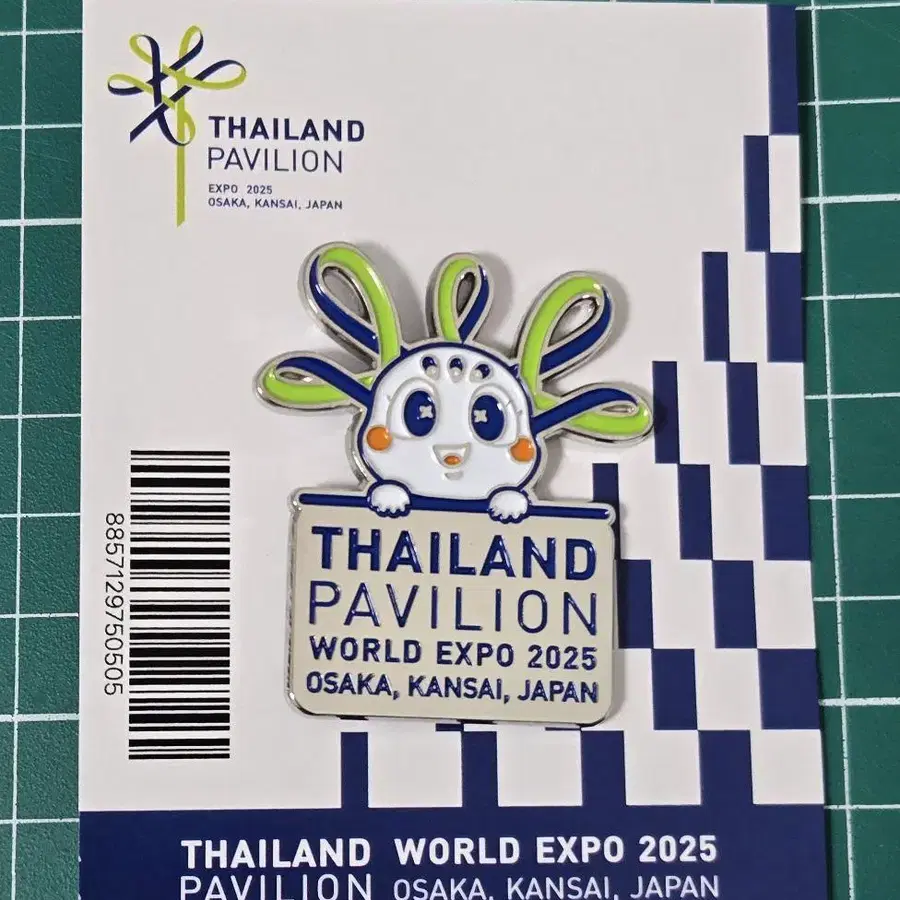 THAILAND
PAVILION
EXPO 2025
OSAKA, KANSAI, JAPAN
THAILAND
PAVILION
WORLD EXPO 2025
OSAKA, KANSAI, JAPAN
8857129750505
THAILAND WORLD EXPO 2025
PAVILION OSAKA, KANSAI, JAPAN